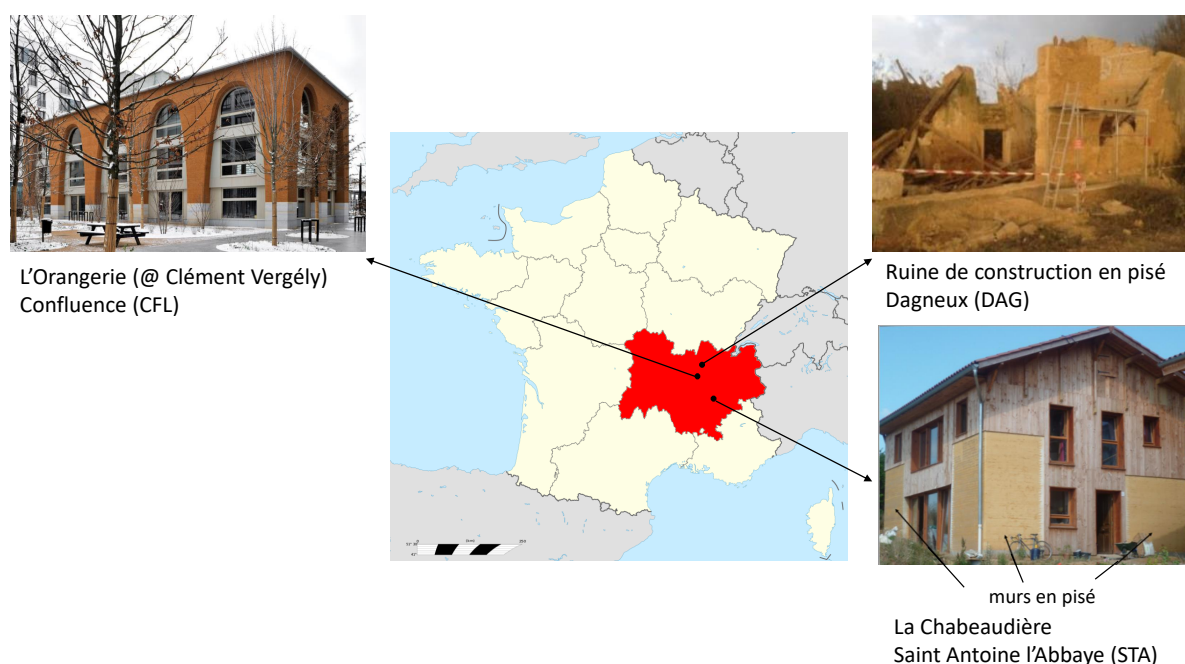 L'Orangerie (@ Clément Vergély)
Confluence (CFL)
Ruine de construction en pisé
Dagneux (DAG)
murs en pisé
La Chabeaudière
Saint Antoine l'Abbaye (STA)